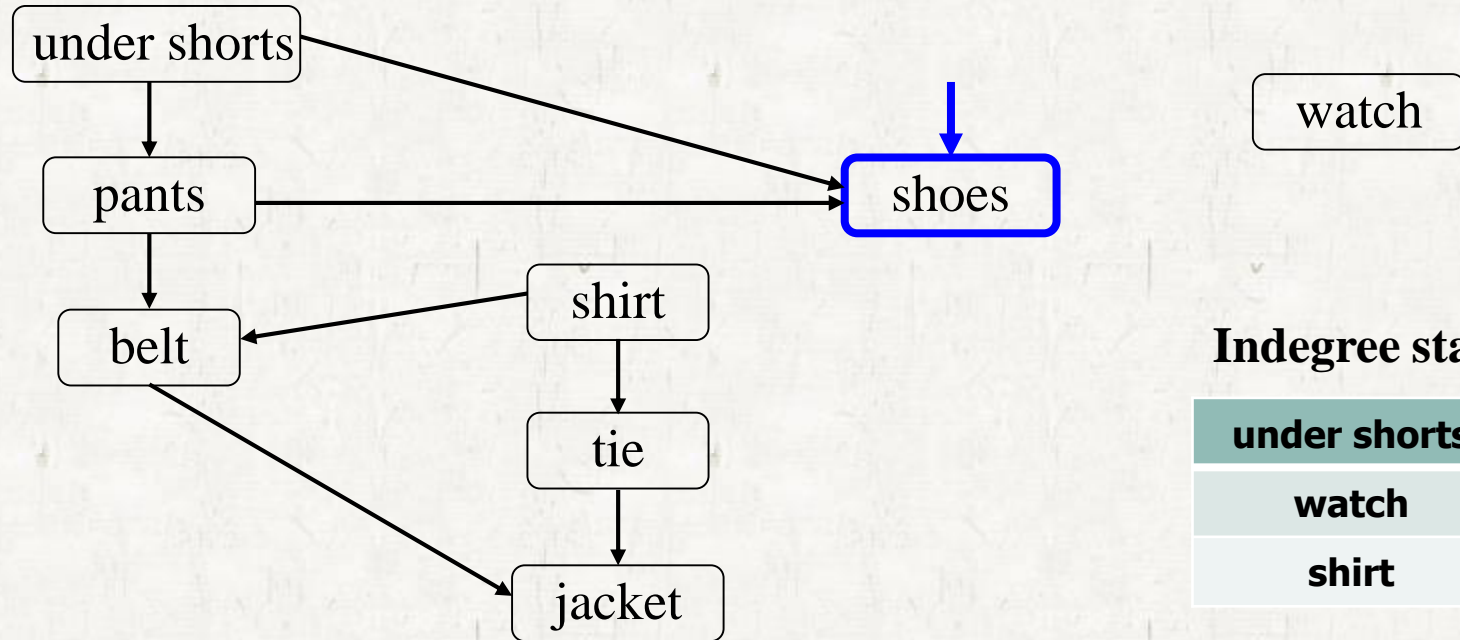 under shorts
watch
pants
shoes
shirt
belt
tie
jacket
Indegree sta
under shorts
watch
shirt